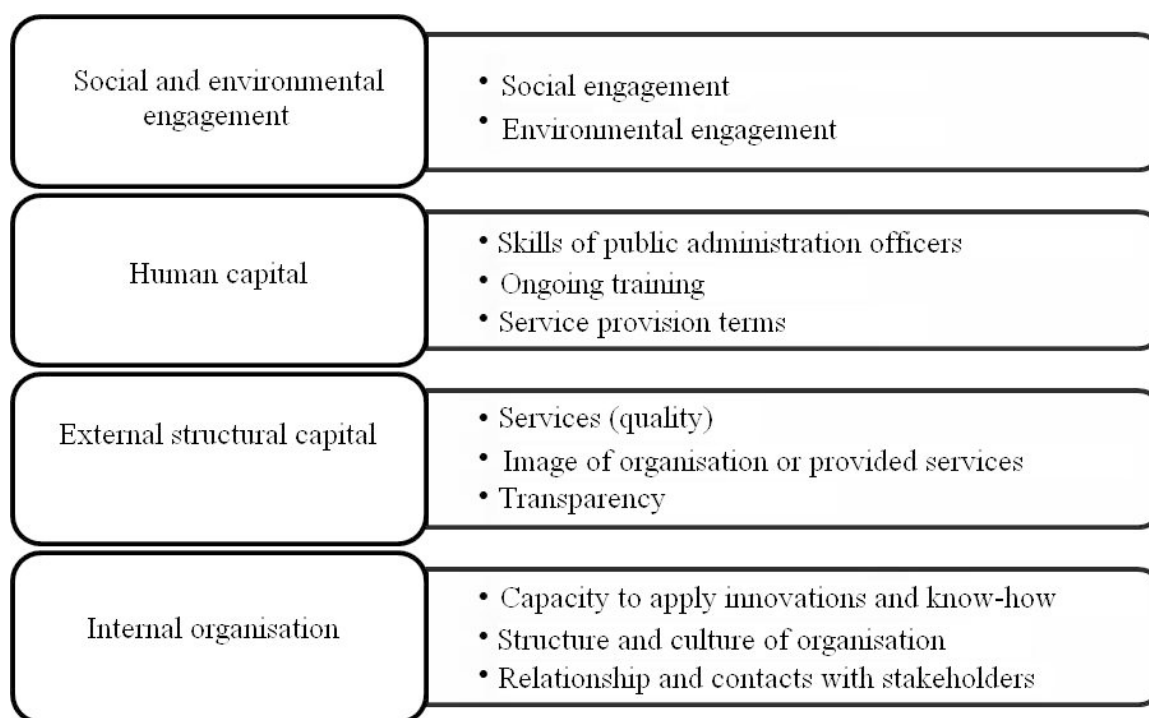 Social and environmental
engagement
• Social engagement
• Environmental engagement
Human capital
• Skills of public administration officers
• Ongoing training
• Service provision terms
External structural capital
• Services (quality)
• Image of organisation or provided services
• Transparency
Internal organisation
• Capacity to apply innovations and know-how
• Structure and culture of organisation
• Relationship and contacts with stakeholders